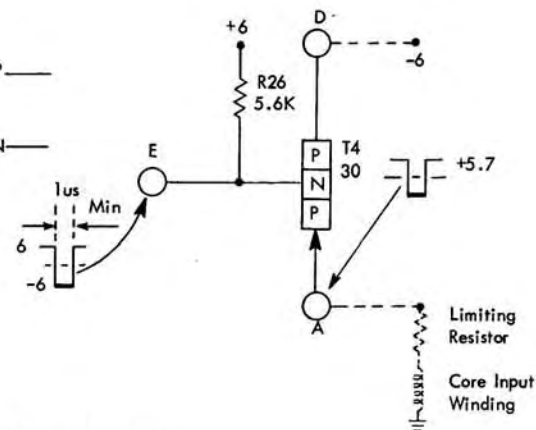 D
+6
-6
R26
5.6K
P
T4
N
30
P
E
+5.7
1us
Min
6
-6
A
Limiting
Resistor
Core Input
Winding
N